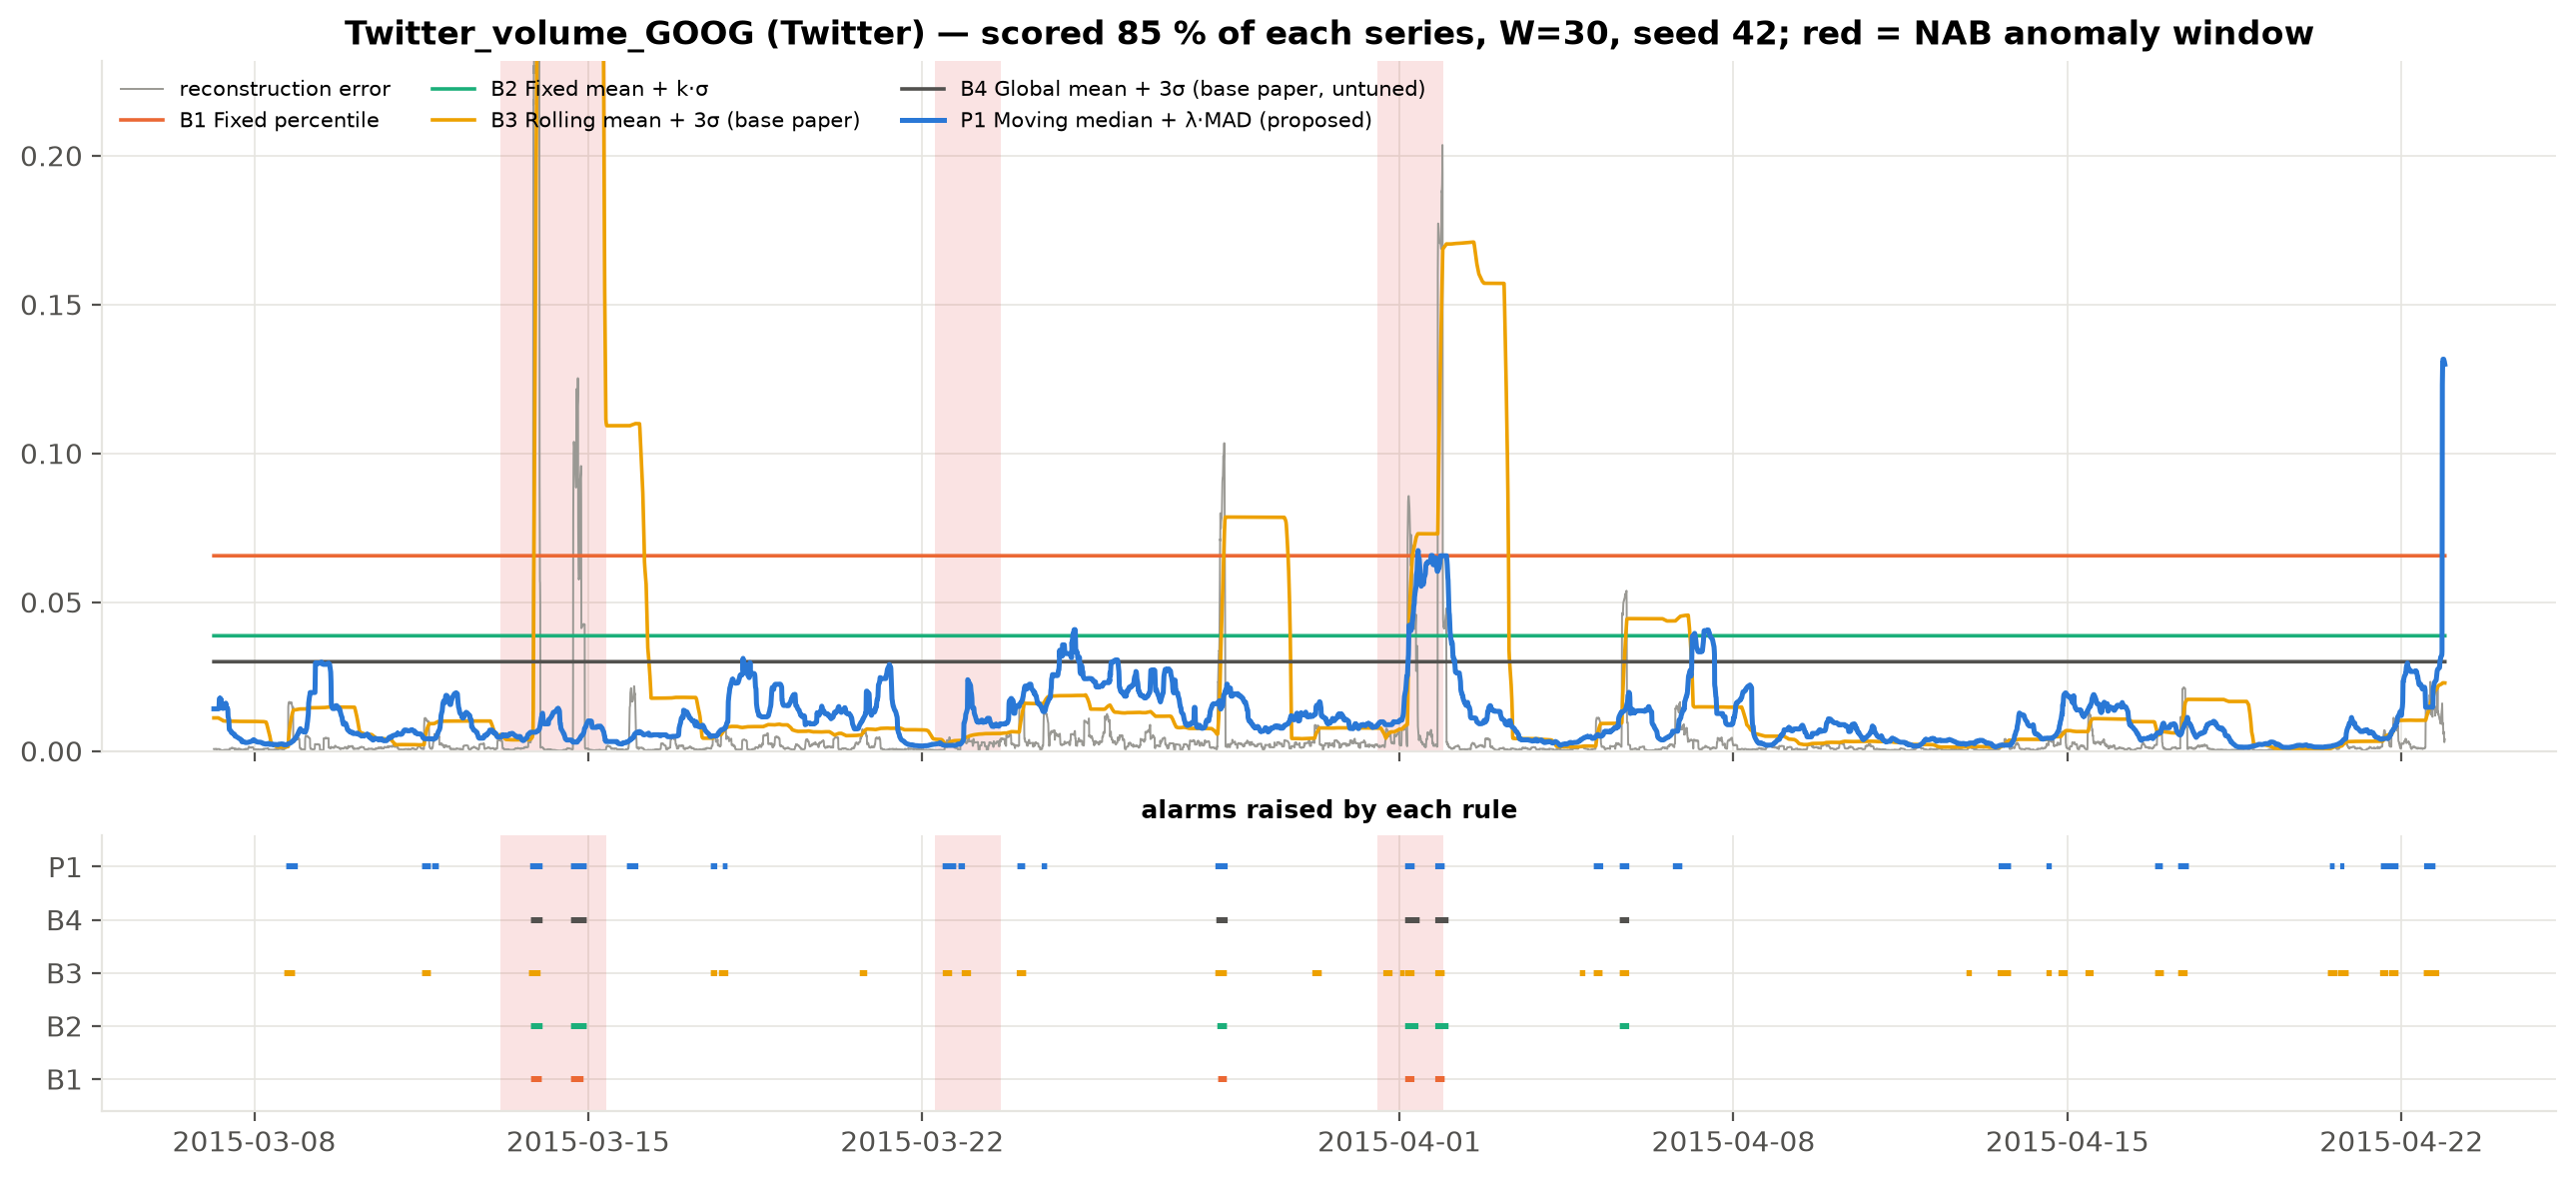 Twitter_volume_GOOG (Twitter) — scored 85 % of each series, W=30, seed 42; red = NAB anomaly window
reconstruction error
B1 Fixed percentile
B2 Fixed mean + k·σ
B3 Rolling mean + 3σ (base paper)
B4 Global mean + 3σ (base paper, untuned)
P1 Moving median + λ·MAD (proposed)
0.20
0.15
0.10
0.05
0.00
alarms raised by each rule
P1
B4
B3
B2
B1
2015-03-08 2015-03-15 2015-03-22 2015-04-01 2015-04-08 2015-04-15 2015-04-22